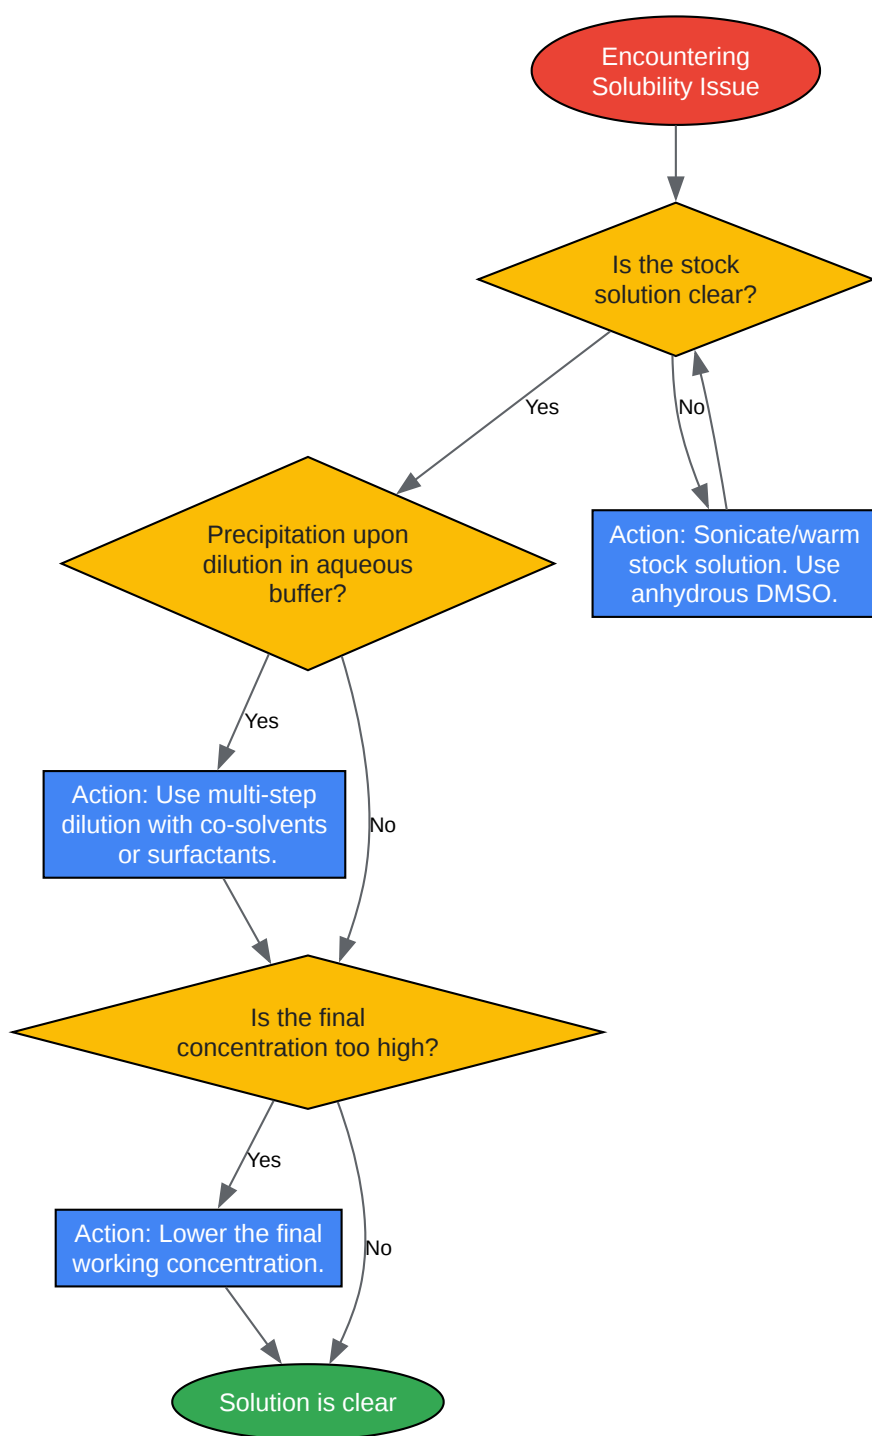 Encountering
Solubility Issue
Is the stock
solution clear?
Yes
No
Precipitation upon
dilution in aqueous
buffer?
Action: Sonicate/warm
stock solution. Use
anhydrous DMSO.
Yes
Action: Use multi-step
dilution with co-solvents
or surfactants.
No
Is the final
concentration too high?
Yes
Action: Lower the final
working concentration.
No
Solution is clear